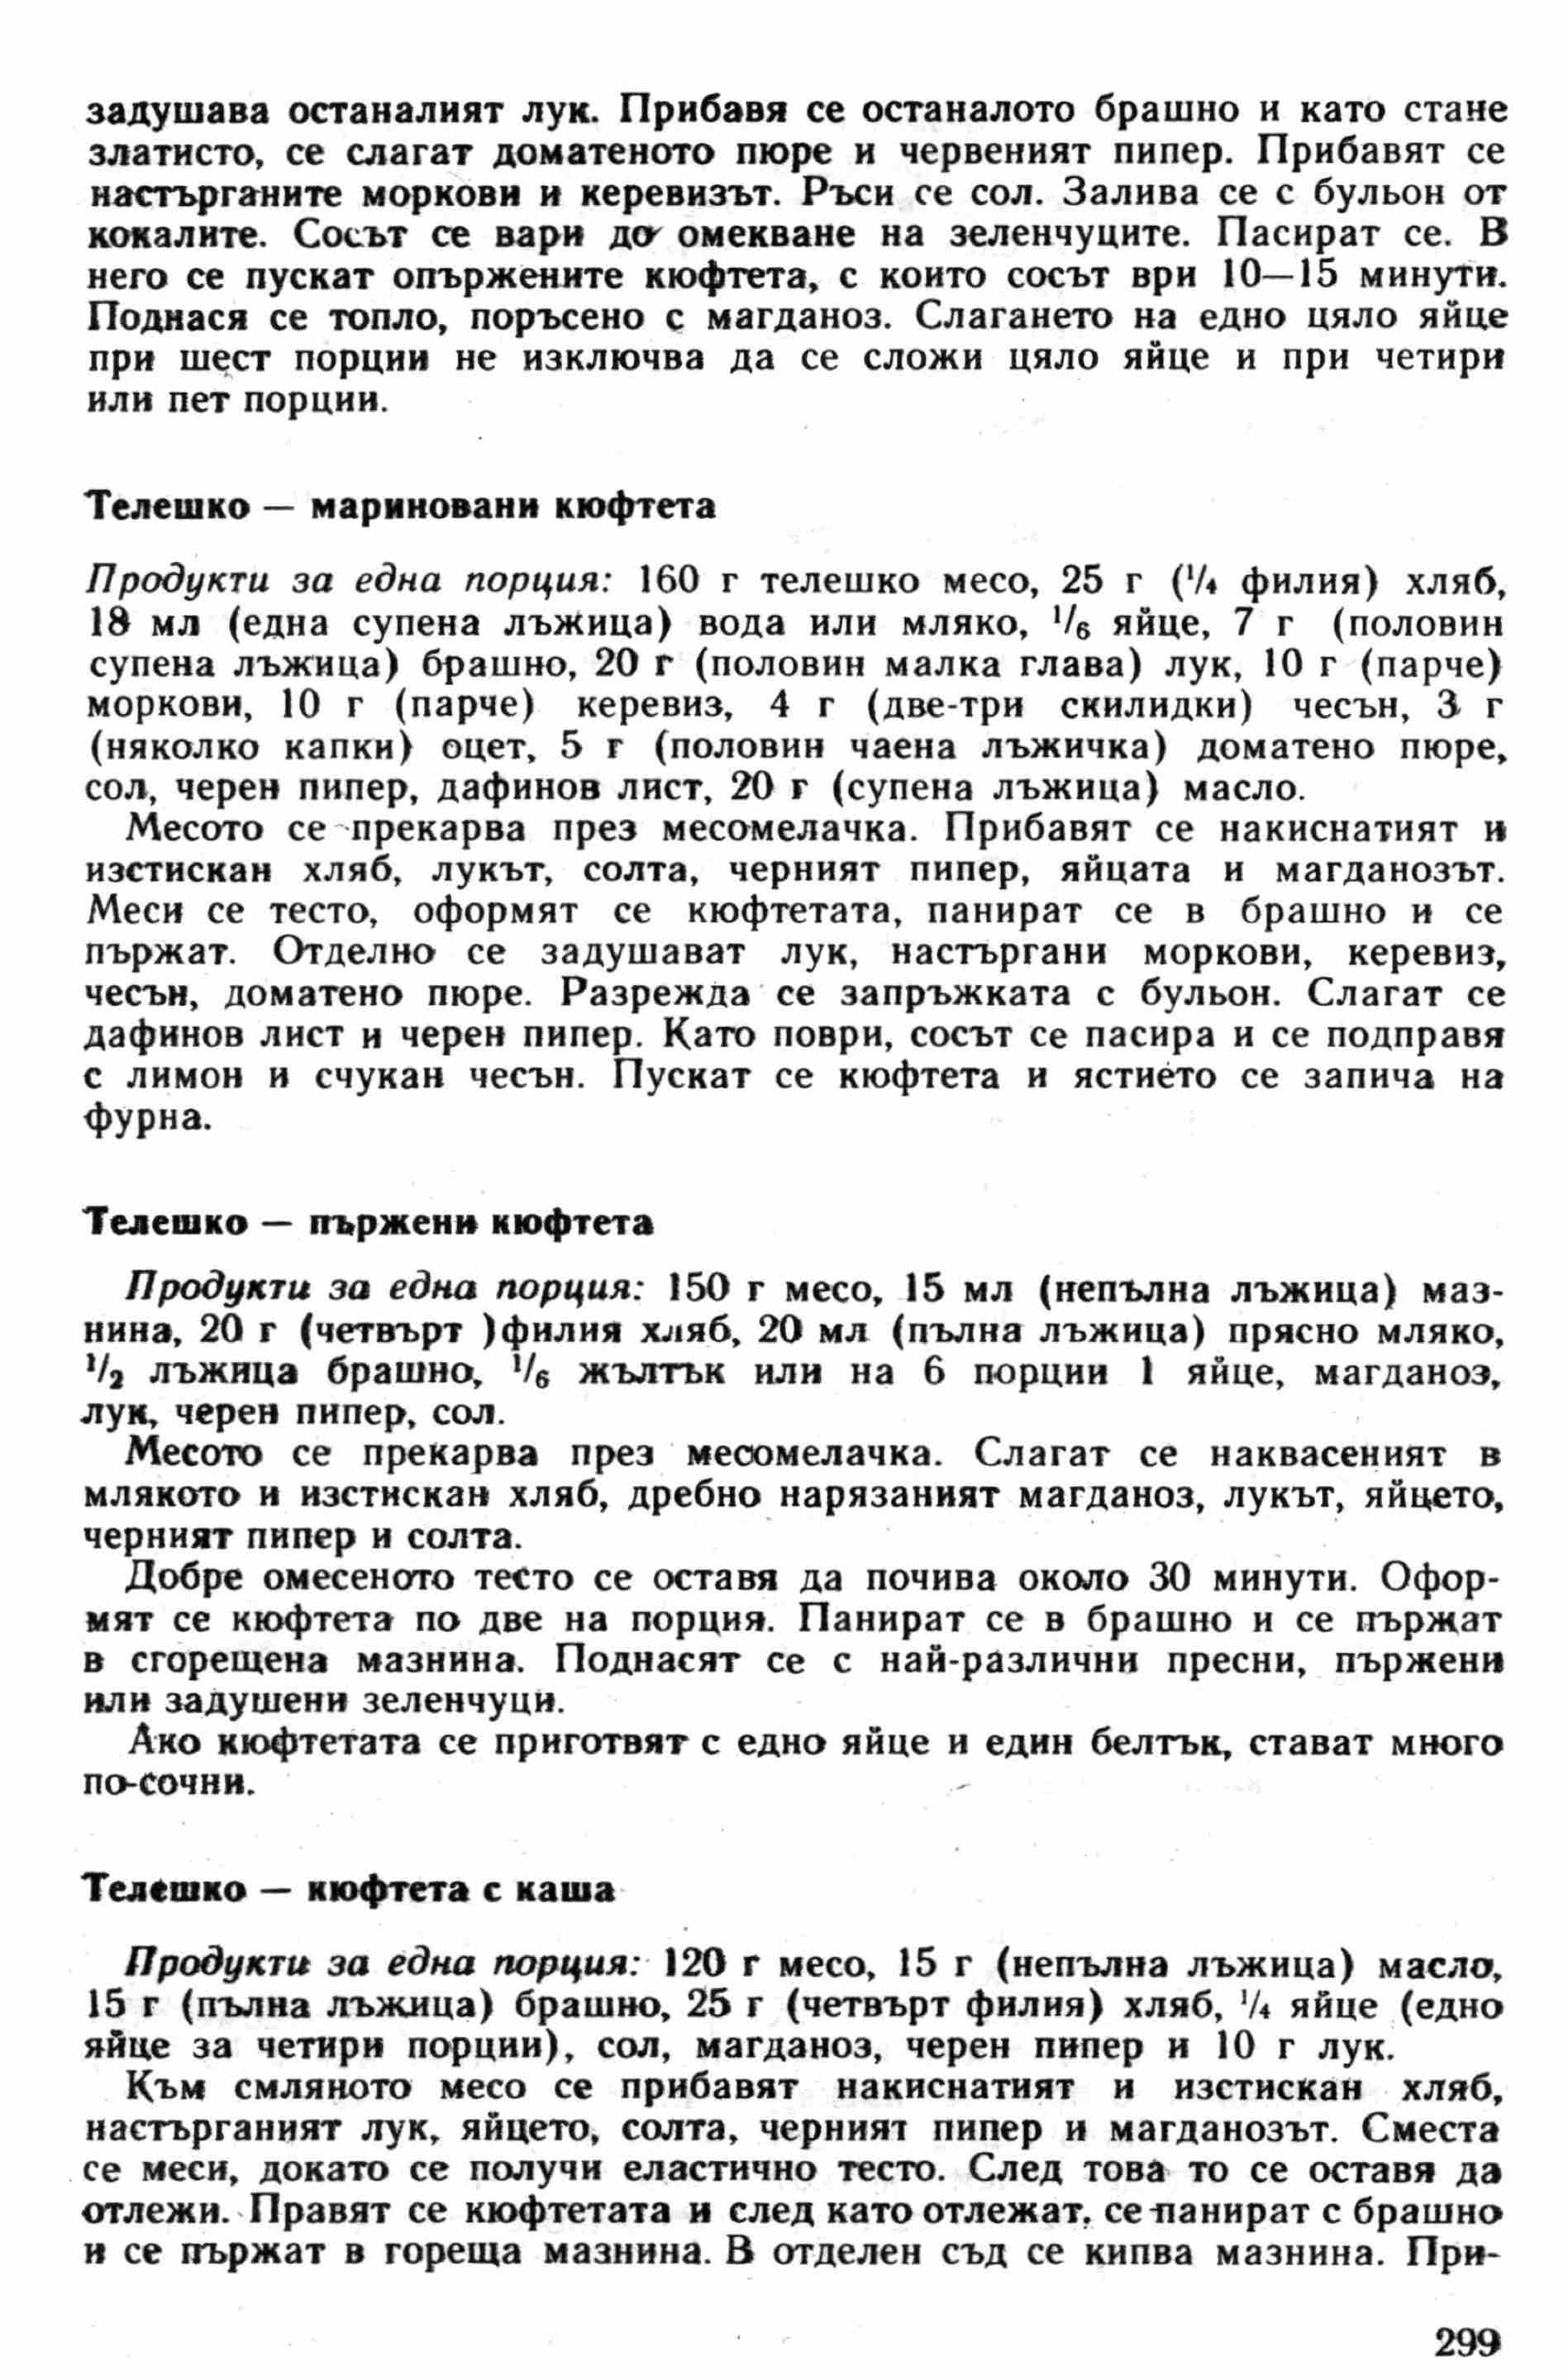 задушава останалият лук. Прибавя се останалото брашно и като стане
златисто, се слагат доматеното пюре и червеният пипер. Прибавят се
настърганите моркови и керевизът. Ръси се сол. Залива се с бульон от
кокалите. Сосът се вари до омекване на зеленчуците. Пасират се. В
него се пускат опържените кюфтета, с които сосът ври 10—15 минути.
Поднася се топло, поръсено с магданоз. Слагането на едно цяло яйце
при шест порции не изключва да се сложи цяло яйце и при четири
или пет порции.
Телешко — мариновани кюфтета
Продукти за една порция: 160 г телешко месо, 25 г (1/4 филия) хляб,
18 мл (една супена лъжица) вода или мляко, 1/6 яйце, 7 г (половин
супена лъжица) брашно, 20 г (половин малка глава) лук, 10 г (парче)
моркови, 10 г (парче) керевиз, 4 г (две-три скилидки) чесън, 3 г
(няколко капки) оцет, 5 г (половин чаена лъжичка) доматено пюре,
сол, черен пипер, дафинов лист, 20 г (супена лъжица) масло.
Месото се прекарва през месомелачка. Прибавят се накиснатият и
изстискан хляб, лукът, солта, черният пипер, яйцата и магданозът.
Меси се тесто, оформят се кюфтетата, панират се в брашно и се
пържат. Отделно се задушават лук, настъргани моркови, керевиз,
чесън, доматено пюре. Разрежда се запръжката с бульон. Слагат се
дафинов лист и черен пипер. Като поври, сосът се пасира и се подправя
с лимон и счукан чесън. Пускат се кюфтета и ястието се запича на
фурна.
Телешко — пържени кюфтета
Продукти за една порция: 150 г месо, 15 мл (непълна лъжица) маз-
нина, 20 г (четвърт )филия хляб, 20 мл (пълна лъжица) прясно мляко,
1/2 лъжица брашно, 1/6 жълтък или на 6 порции 1 яйце, магданоз,
лук, черен пипер, сол.
Месото се прекарва през месомелачка. Слагат се наквасеният в
млякото и изстискан хляб, дребно нарязаният магданоз, лукът, яйцето,
черният пипер и солта.
Добре омесеното тесто се оставя да почива около 30 минути. Офор-
мят се кюфтета по две на порция. Панират се в брашно и се пържат
в сгорещена мазнина. Поднасят се с най-различни пресни, пържени
или задушени зеленчуци.
Ако кюфтетата се приготвят с едно яйце и един белтък, стават много
по-сочни.
Телешко — кюфтета с каша
Продукти за една порция: 120 г месо, 15 г (непълна лъжица) масло,
15 г (пълна лъжица) брашно, 25 г (четвърт филия) хляб, 1/4 яйце (едно
яйце за четири порции), сол, магданоз, черен пипер и 10 г лук.
Към смляното месо се прибавят накиснатият и изстискан хляб,
настърганият лук, яйцето, солта, черният пипер и магданозът. Сместа
се меси, докато се получи еластично тесто. След това то се оставя да
отлежи. Правят се кюфтетата и след като отлежат, се панират с брашно
и се пържат в гореща мазнина. В отделен съд се кипва мазнина. При-
299